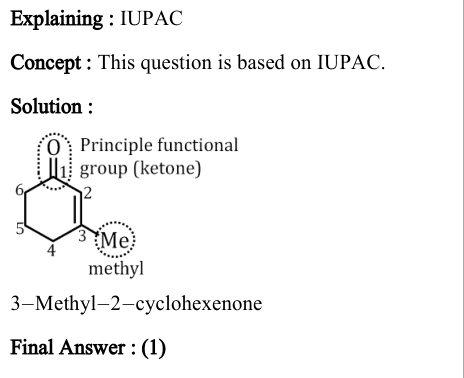 Explaining : IUPAC
Concept : This question is based on IUPAC.
Solution :
O Principle functional
1 group (ketone)
6 2
5 3 Me
4
methyl
3–Methyl–2–cyclohexenone
Final Answer : (1)